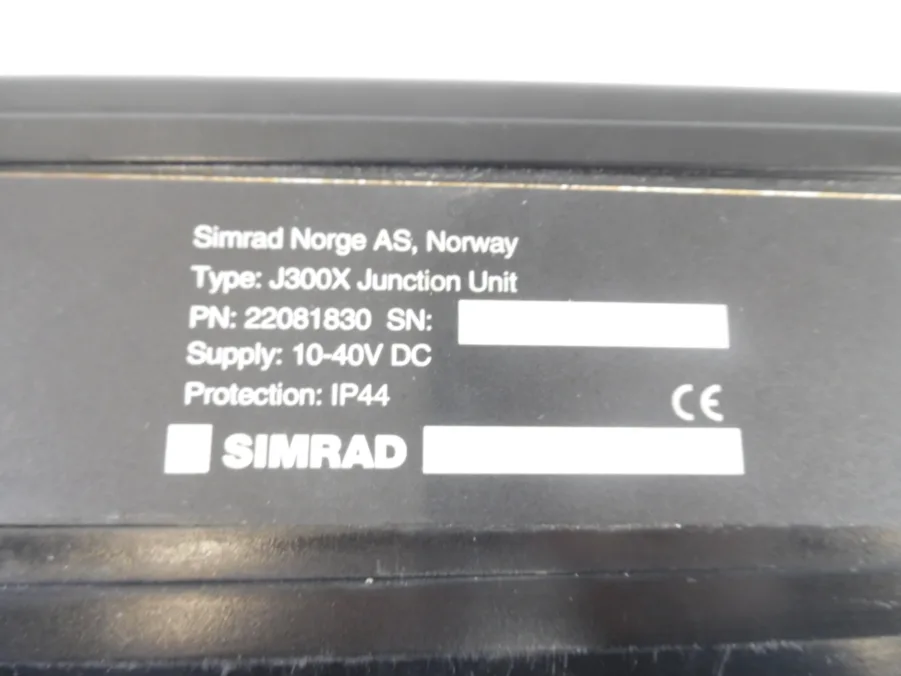 Simrad Norge AS, Norway
Type: J300X Junction Unit
PN: 22081830 SN:
Supply: 10-40V DC
Protection: IP44
CE
SIMRAD